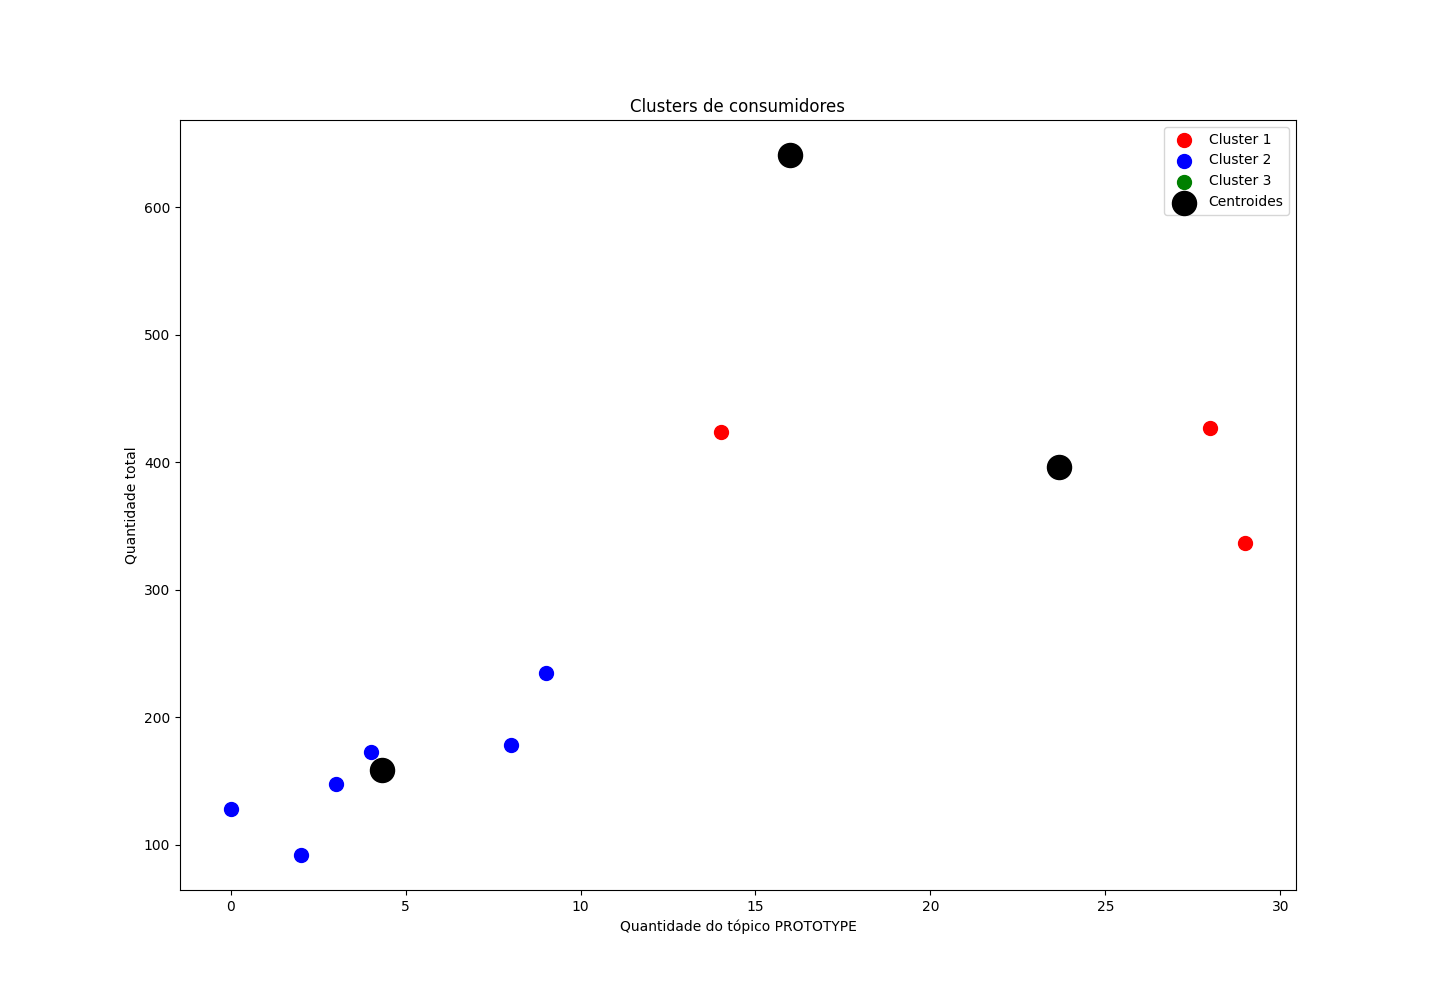 Clusters de consumidores
Cluster 1
Cluster 2
Cluster 3
Centroides
600
500
400
300
200
100
Quantidade total
0
5
10
15
20
25
30
Quantidade do tópico PROTOTYPE